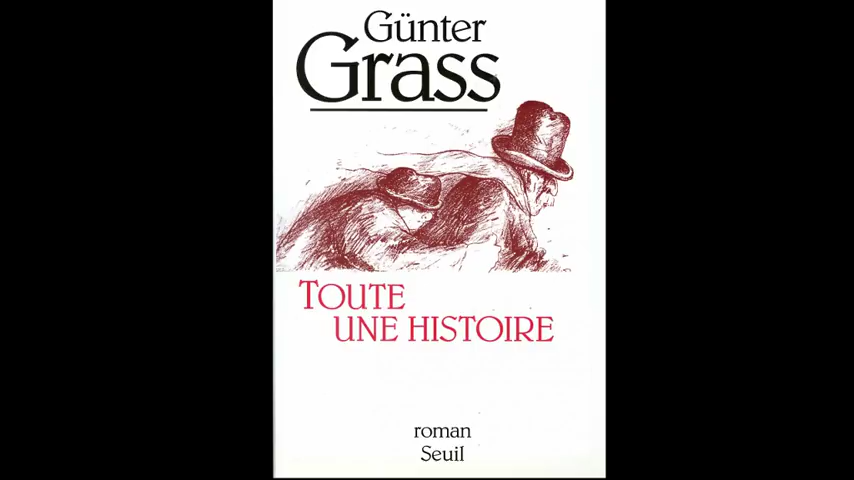 Günter
Grass
TOUTE
UNE HISTOIRE
roman
Seuil